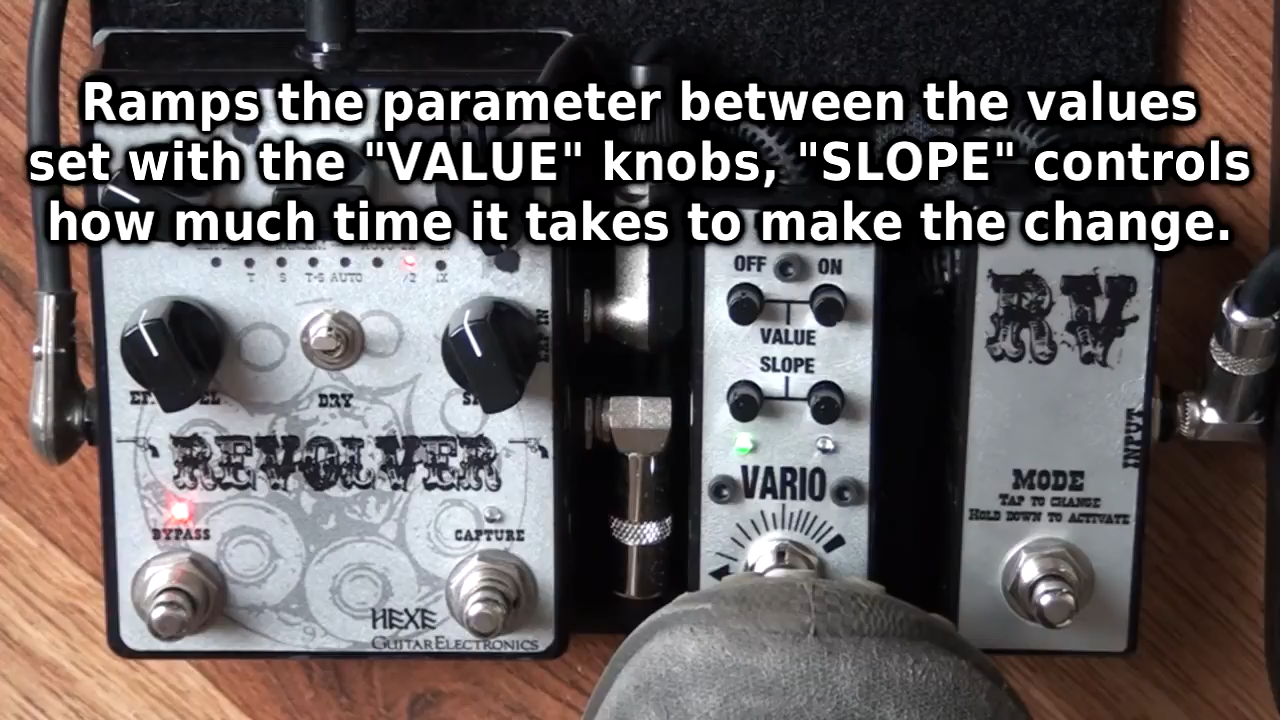 Ramps the parameter between the values
set with the "VALUE" knobs, "SLOPE" controls
how much time it takes to make the change.
OFF ON
VALUE
SLOPE
VARIO
T S T-S AUTO /2 1X
DRY
REVOLVER
BYPASS
CAPTURE
HEXE
GUITARELECTRONICS
RV
INPUT
MODE
TAP TO CHANGE
HOLD DOWN TO ACTIVATE